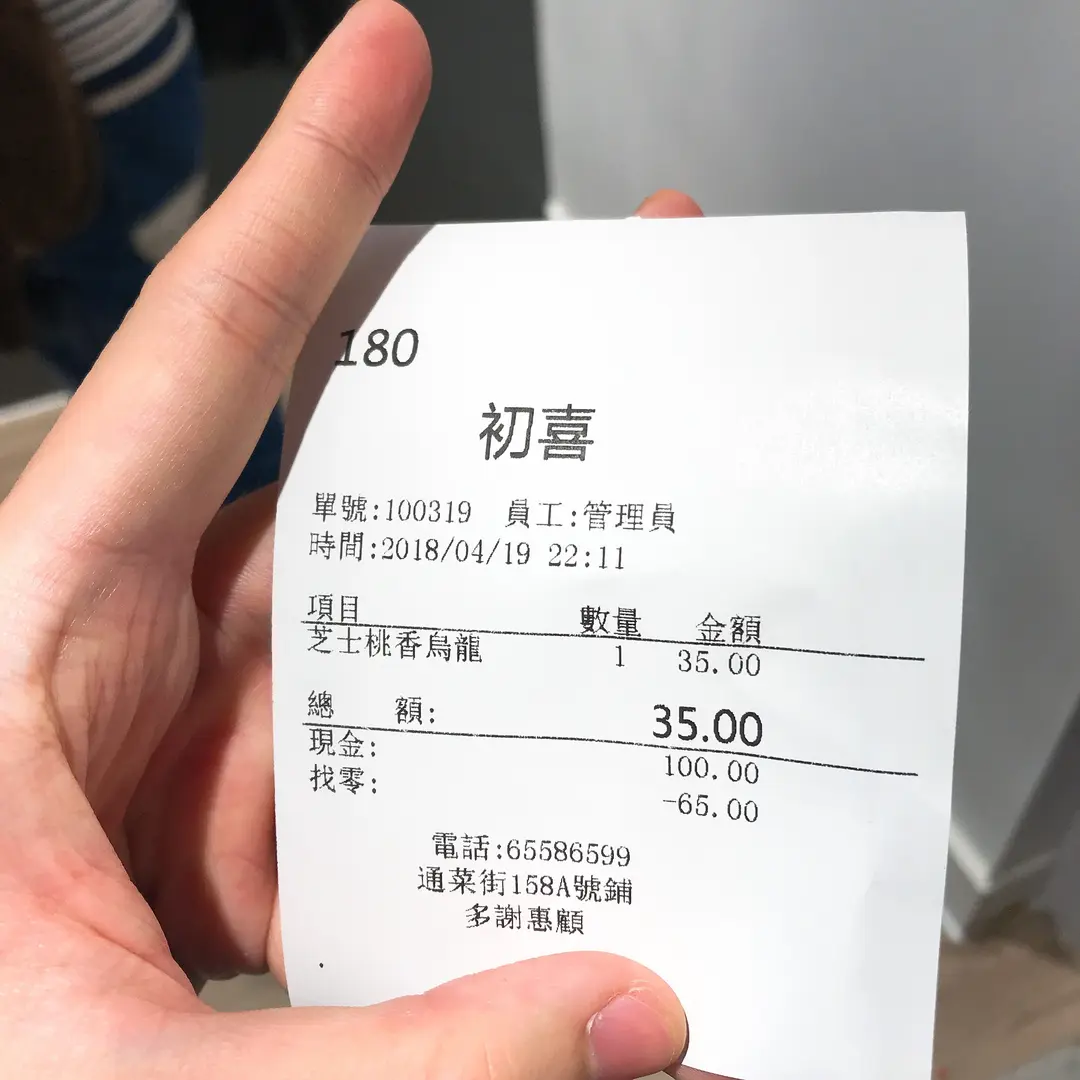 180
初喜
單號:100319 員工:管理員
時間:2018/04/19 22:11
項目 數量 金額
芝士桃香烏龍 1 35.00
總 額: 35.00
現金: 100.00
找零: -65.00
電話:65586599
通菜街158A號鋪
多謝惠顧